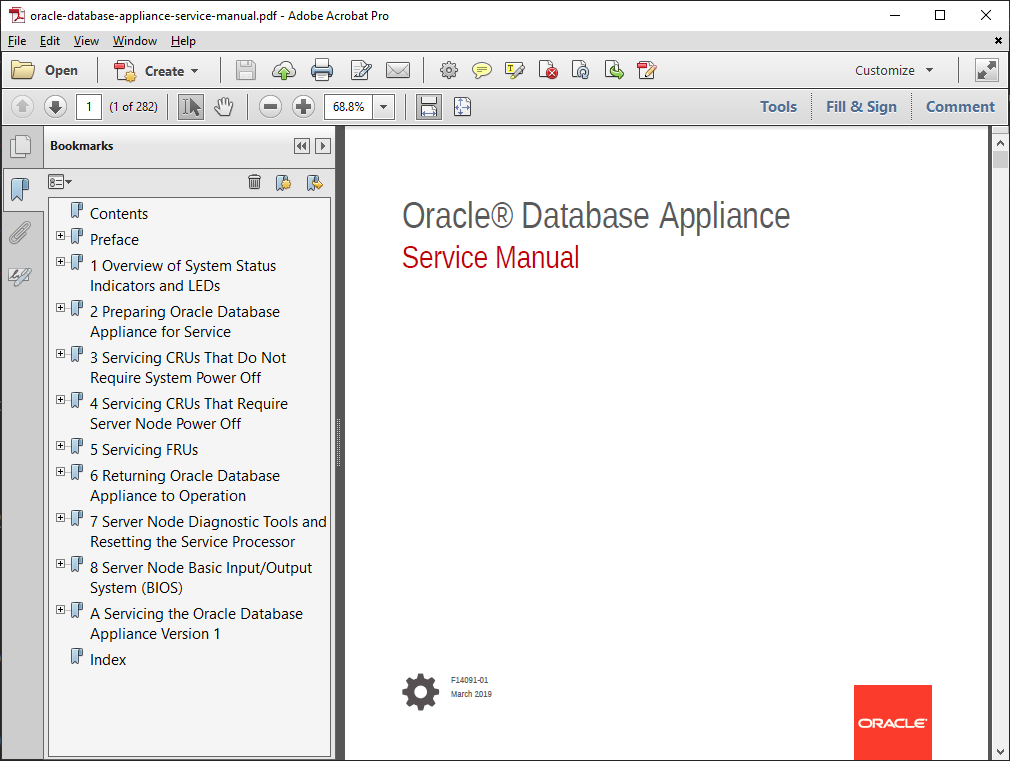 oracle-database-appliance-service-manual.pdf - Adobe Acrobat Pro
File Edit View Window Help
Open Create Customize
1 (1 of 282) 68.8% Tools Fill & Sign Comment
Bookmarks
Contents
Preface
1 Overview of System Status
Indicators and LEDs
2 Preparing Oracle Database
Appliance for Service
3 Servicing CRUs That Do Not
Require System Power Off
4 Servicing CRUs That Require
Server Node Power Off
5 Servicing FRUs
6 Returning Oracle Database
Appliance to Operation
7 Server Node Diagnostic Tools and
Resetting the Service Processor
8 Server Node Basic Input/Output
System (BIOS)
A Servicing the Oracle Database
Appliance Version 1
Index
Oracle® Database Appliance
Service Manual
F14091-01
March 2019
ORACLE®